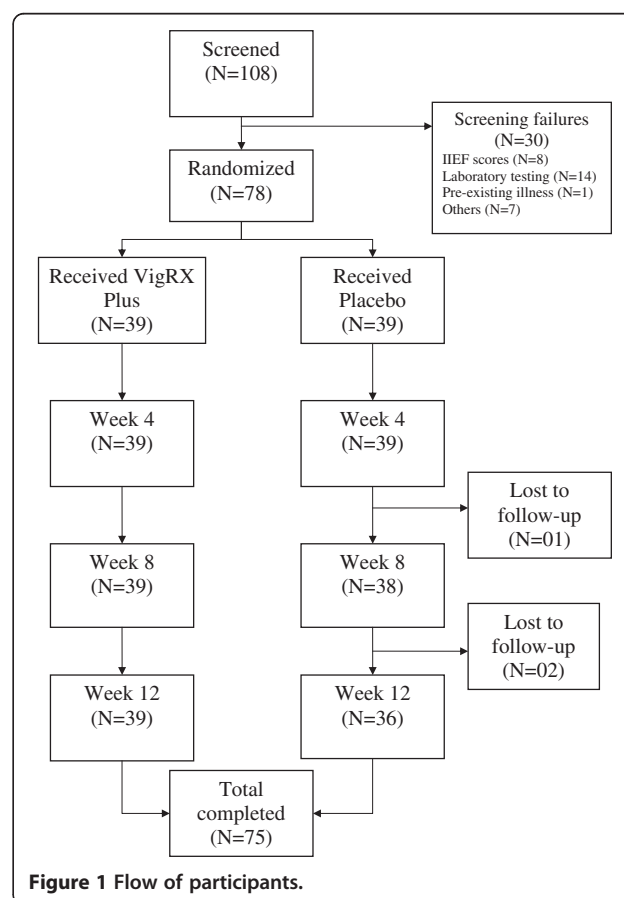 Screened
(N=108)
Screening failures
(N=30)
IIEF scores (N=8)
Laboratory testing (N=14)
Pre-existing illness (N=1)
Others (N=7)
Randomized
(N=78)
Received VigRX
Plus
(N=39)
Received
Placebo
(N=39)
Week 4
(N=39)
Week 4
(N=39)
Lost to
follow-up
(N=01)
Week 8
(N=39)
Week 8
(N=38)
Lost to
follow-up
(N=02)
Week 12
(N=39)
Week 12
(N=36)
Total
completed
(N=75)
Figure 1 Flow of participants.